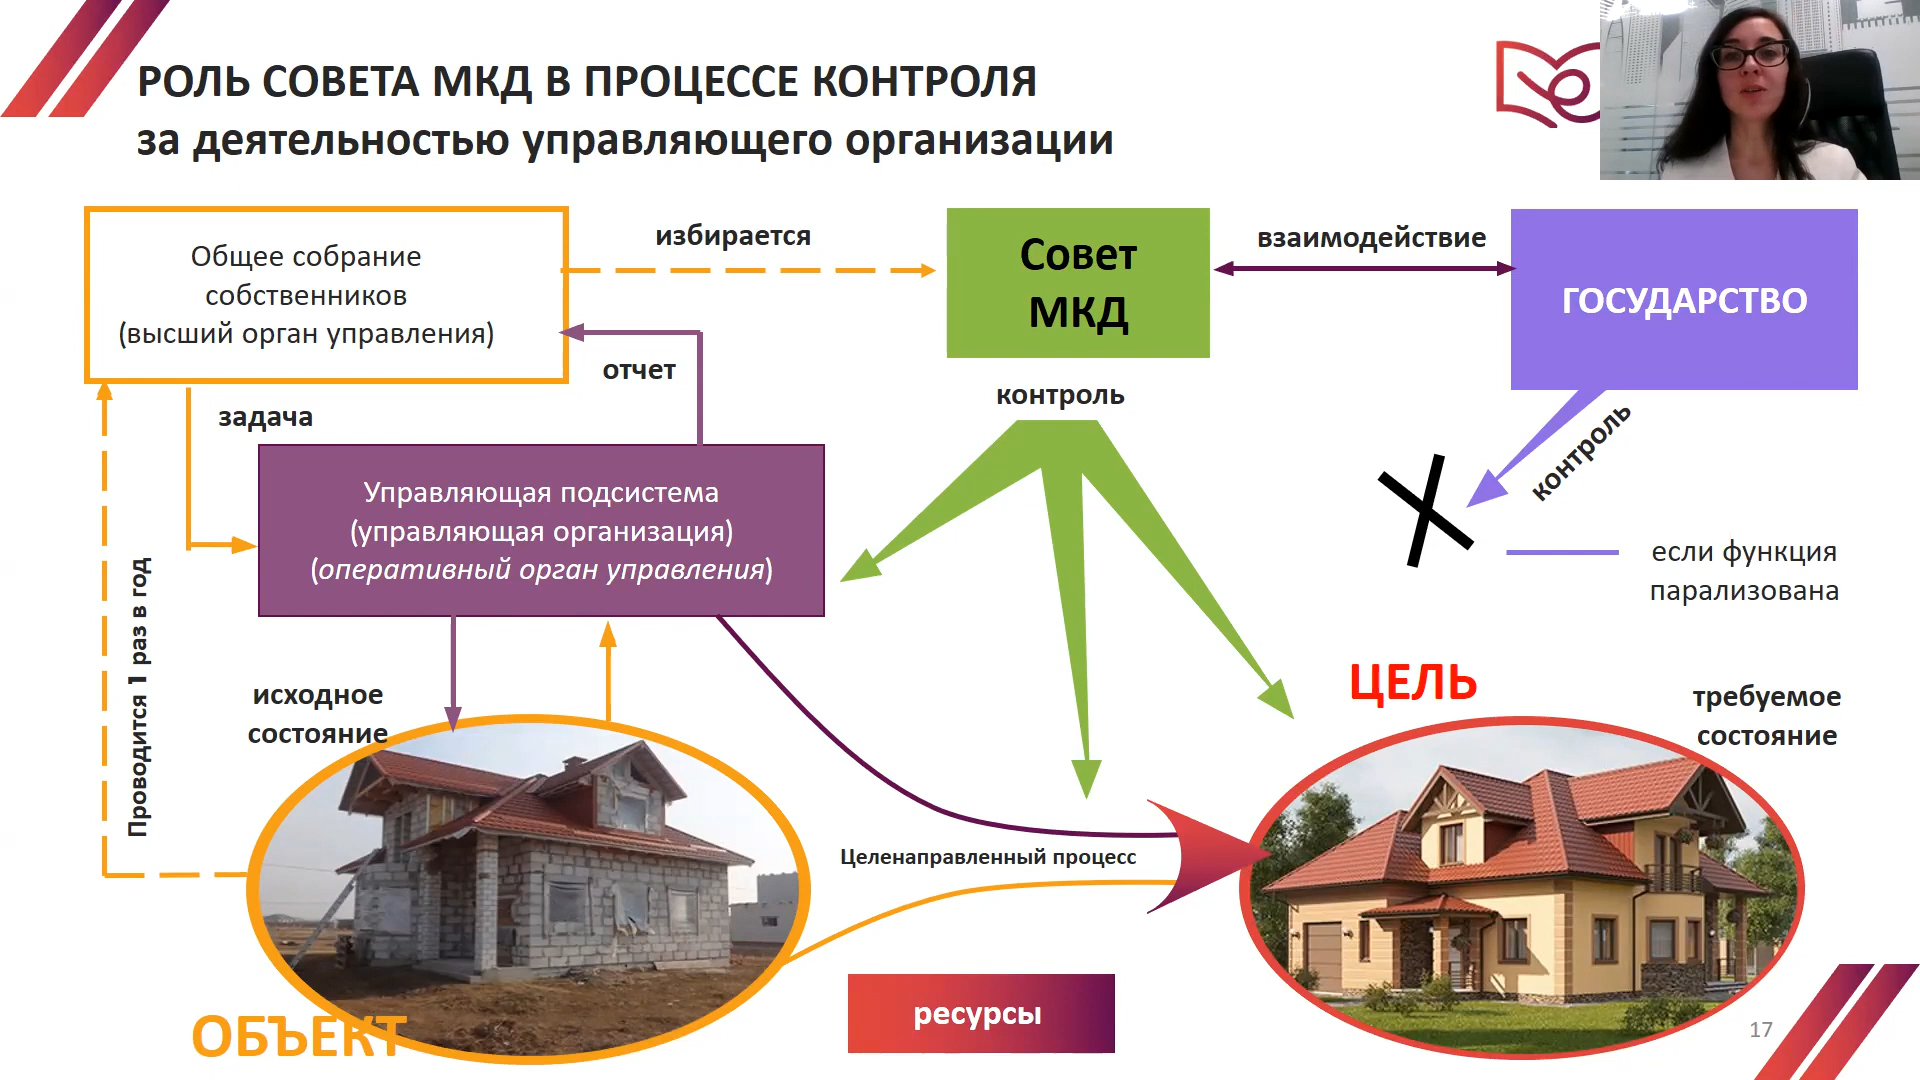 РОЛЬ СОВЕТА МКД В ПРОЦЕССЕ КОНТРОЛЯ
за деятельностью управляющего организации
Общее собрание
собственников
(высший орган управления)
избирается
Совет
МКД
взаимодействие
ГОСУДАРСТВО
отчет
задача
контроль
контроль
Управляющая подсистема
(управляющая организация)
(оперативный орган управления)
если функция
парализована
Проводится 1 раз в год
исходное
состояние
ЦЕЛЬ
требуемое
состояние
Целенаправленный процесс
ОБЪЕКТ
ресурсы
17